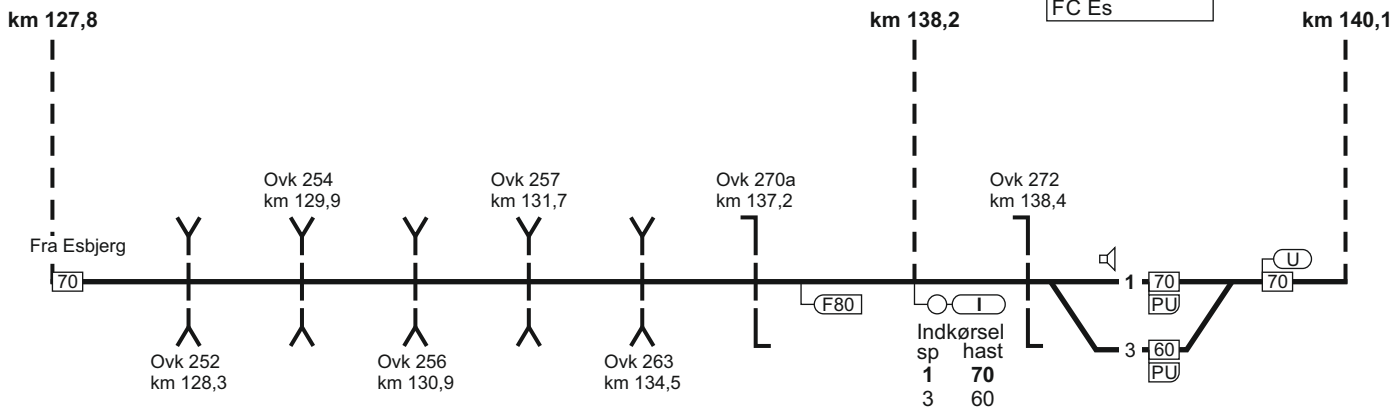 FC Es
km 127,8
km 138,2
km 140,1
Ovk 254
km 129,9
Ovk 257
km 131,7
Ovk 270a
km 137,2
Ovk 272
km 138,4
Fra Esbjerg
70
F80
I
1
70
PU
U
70
3
60
PU
Ovk 252
km 128,3
Ovk 256
km 130,9
Ovk 263
km 134,5
Indkørsel
sp hast
1 70
3 60